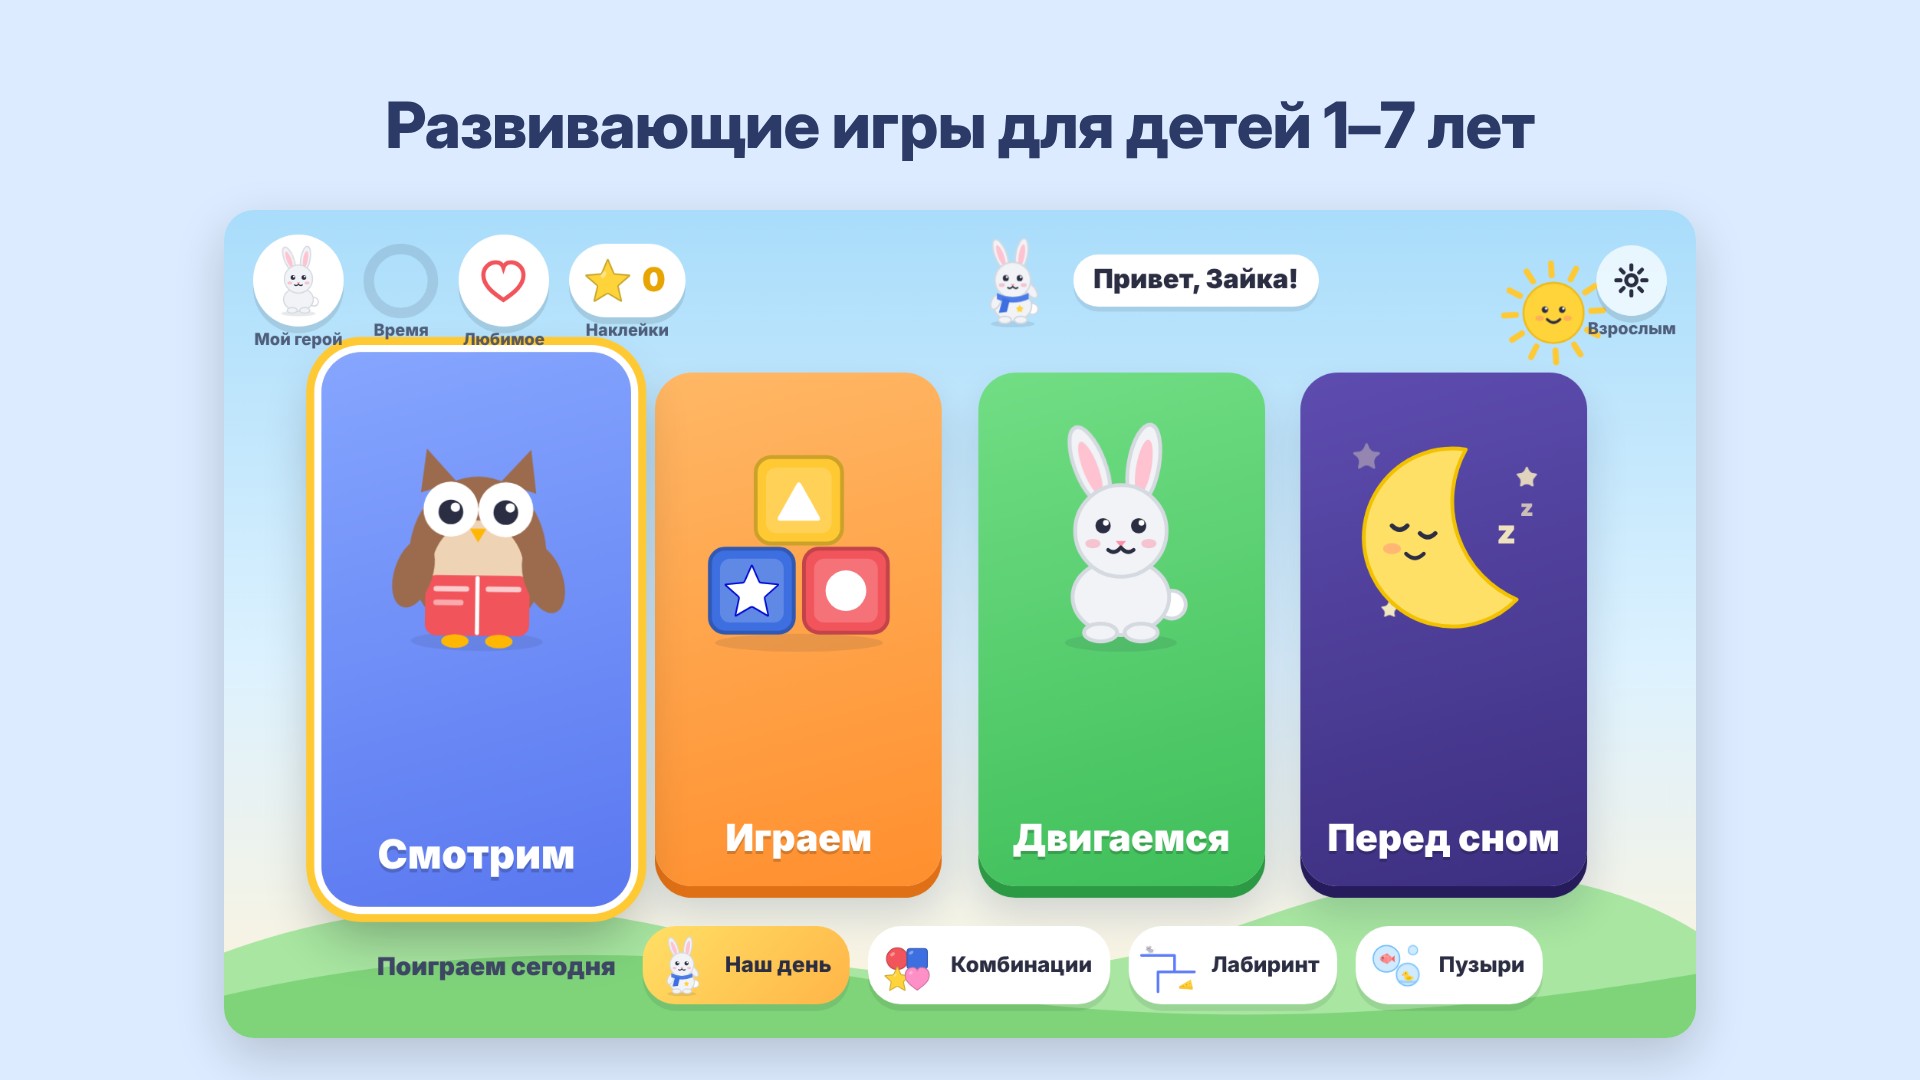 Развивающие игры для детей 1–7 лет
Мой герой
Время
Любимое
0
Наклейки
Привет, Зайка!
Взрослым
Смотрим
Играем
Двигаемся
z
z
Перед сном
Поиграем сегодня
Наш день
Комбинации
Лабиринт
Пузыри